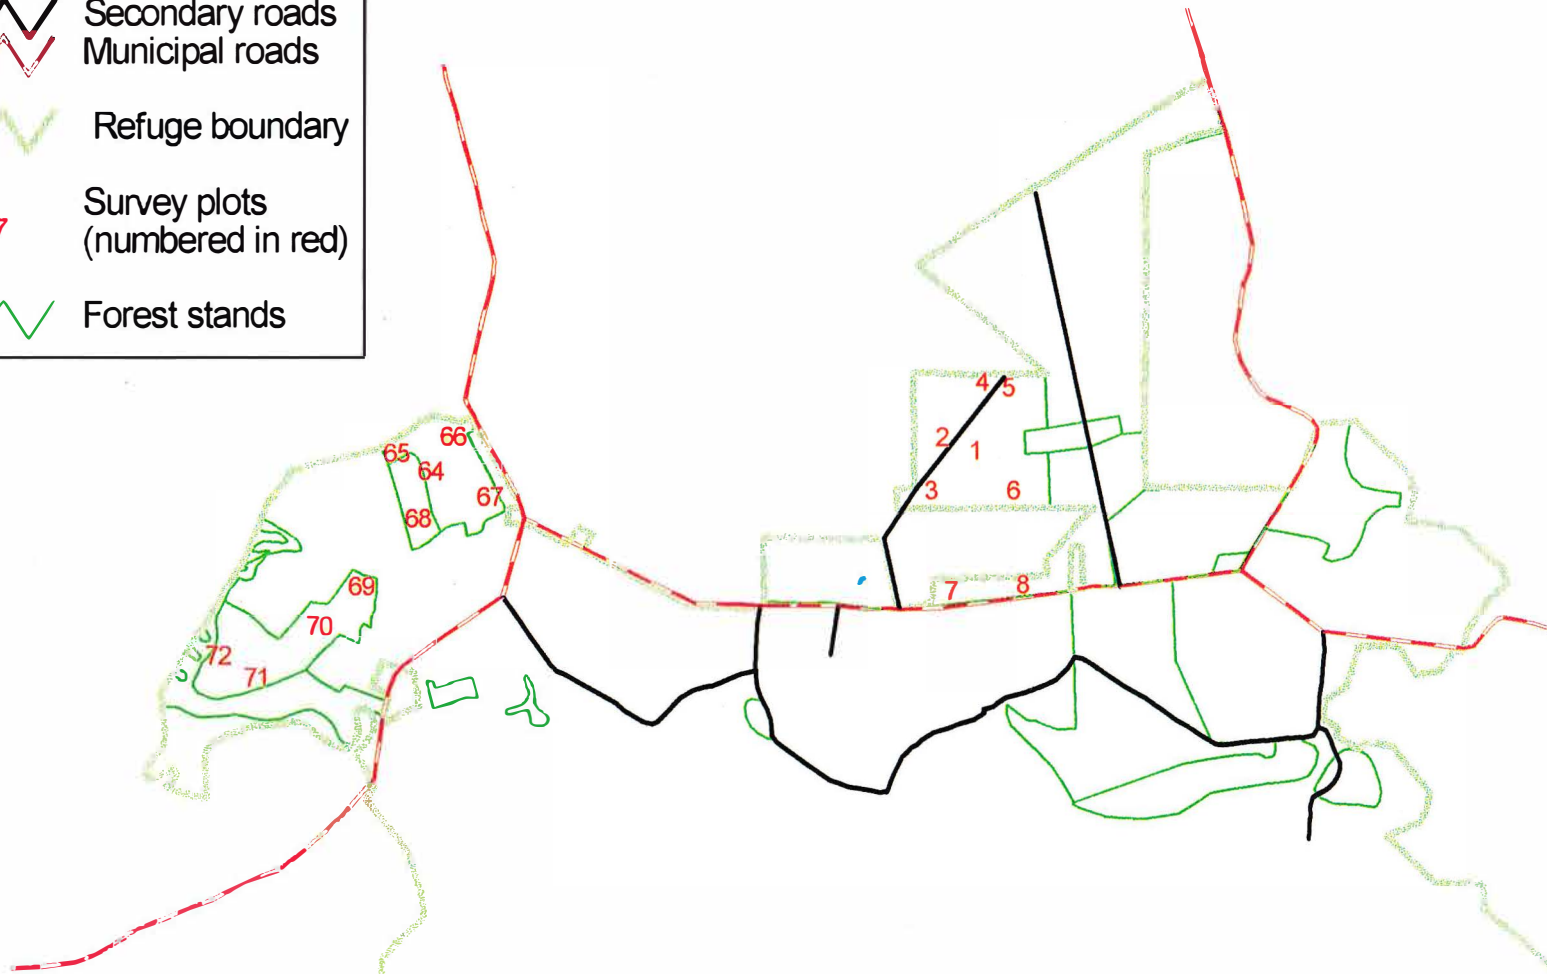 Secondary roads
Municipal roads
Refuge boundary
Survey plots
(numbered in red)
Forest stands
4 5
2 1
3 6
7 8
66
65
64
67
68
69
70
72
71